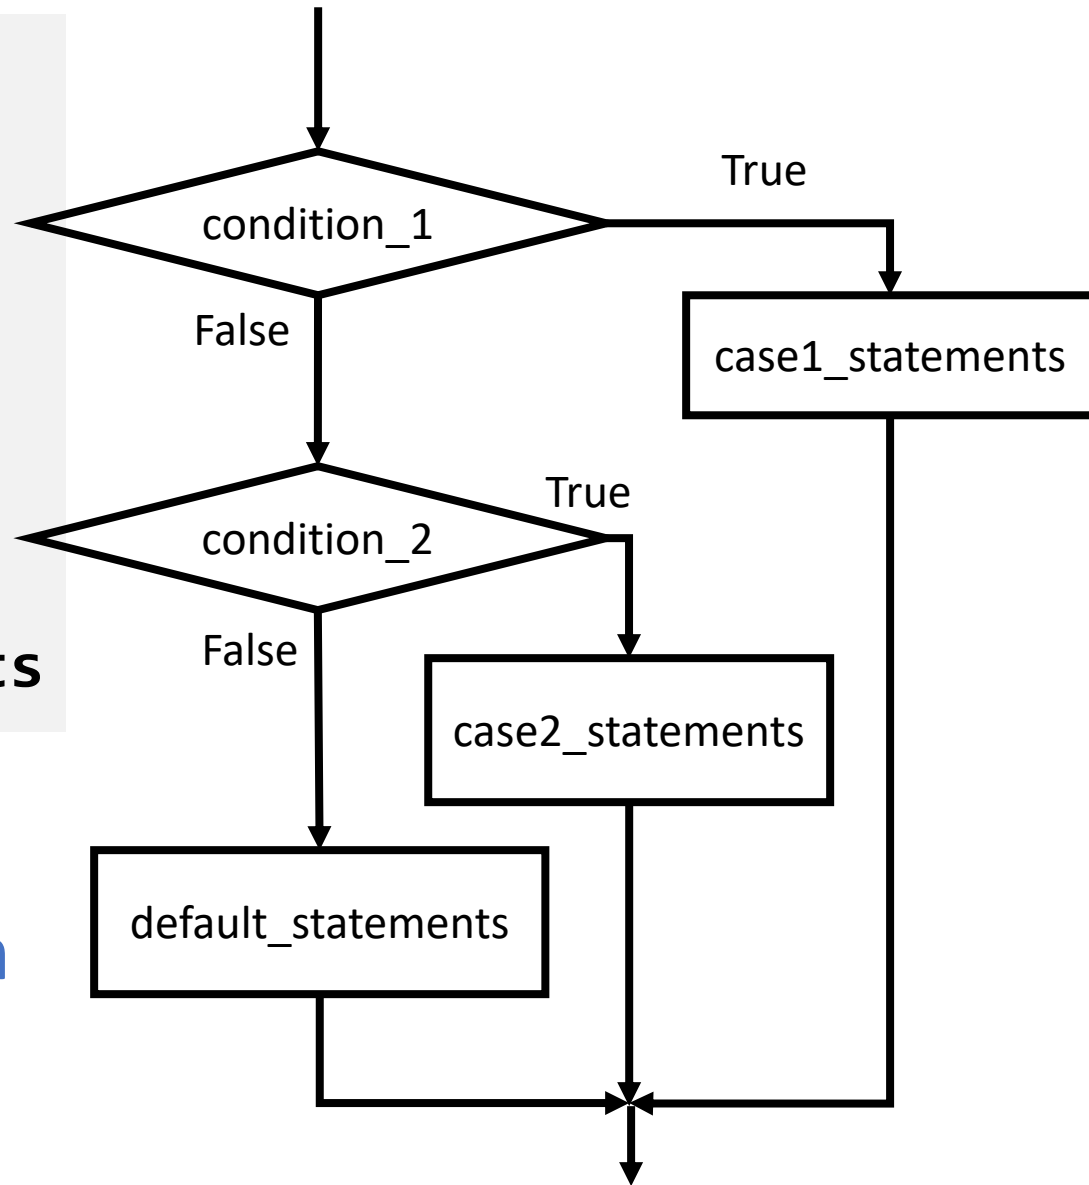 True
condition_1
False
case1_statements
True
condition_2
False
case2_statements
default_statements